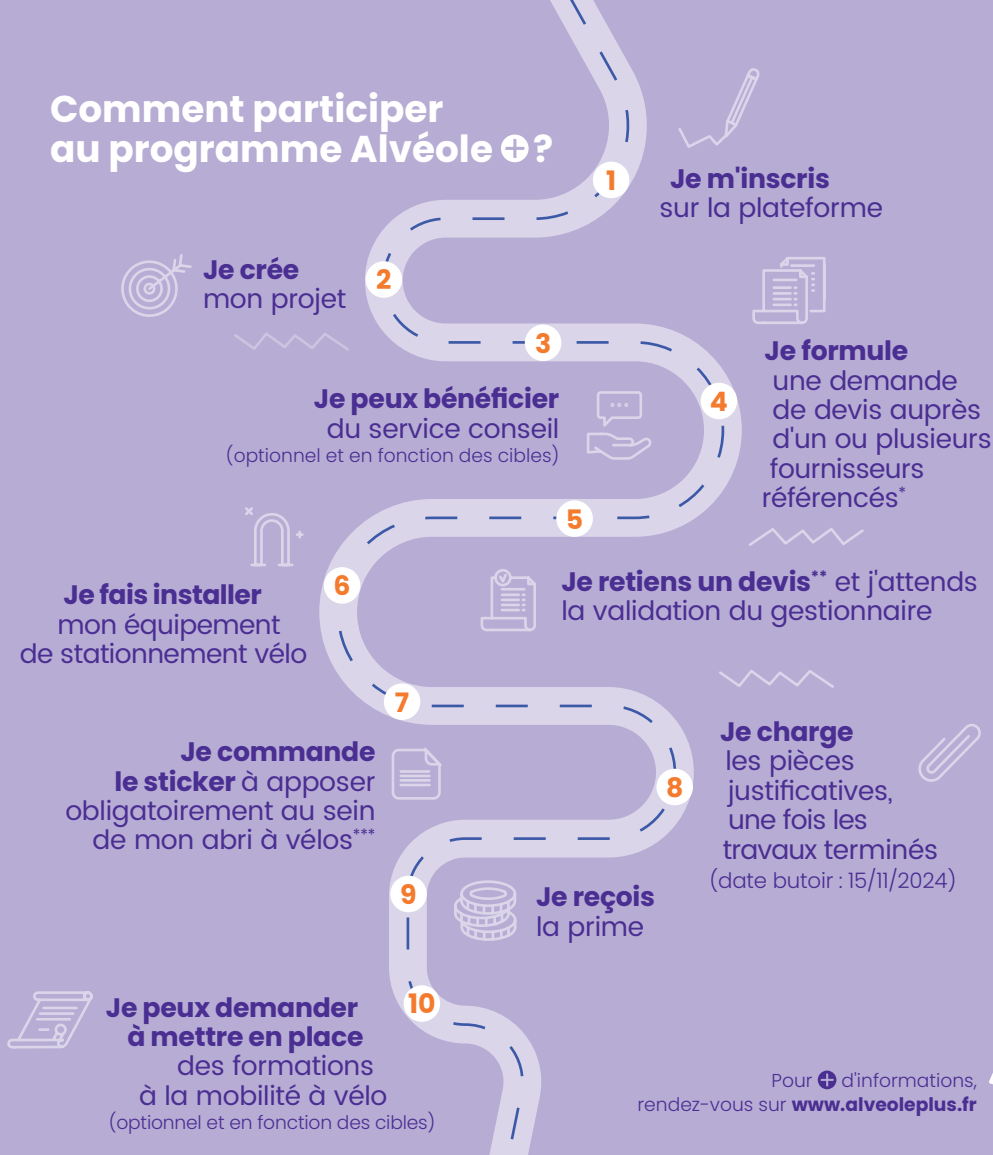 Comment participer
au programme Alvéole + ?
1
Je m'inscris
sur la plateforme
2
Je crée
mon projet
3
Je peux bénéficier
du service conseil
(optionnel et en fonction des cibles)
4
Je formule
une demande
de devis auprès
d'un ou plusieurs
fournisseurs
référencés*
5
Je retiens un devis** et j'attends
la validation du gestionnaire
6
Je fais installer
mon équipement
de stationnement vélo
7
Je commande
le sticker à apposer
obligatoirement au sein
de mon abri à vélos***
8
Je charge
les pièces
justificatives,
une fois les
travaux terminés
(date butoir : 15/11/2024)
9
Je reçois
la prime
10
Je peux demander
à mettre en place
des formations
à la mobilité à vélo
(optionnel et en fonction des cibles)
Pour + d'informations,
rendez-vous sur www.alveoleplus.fr